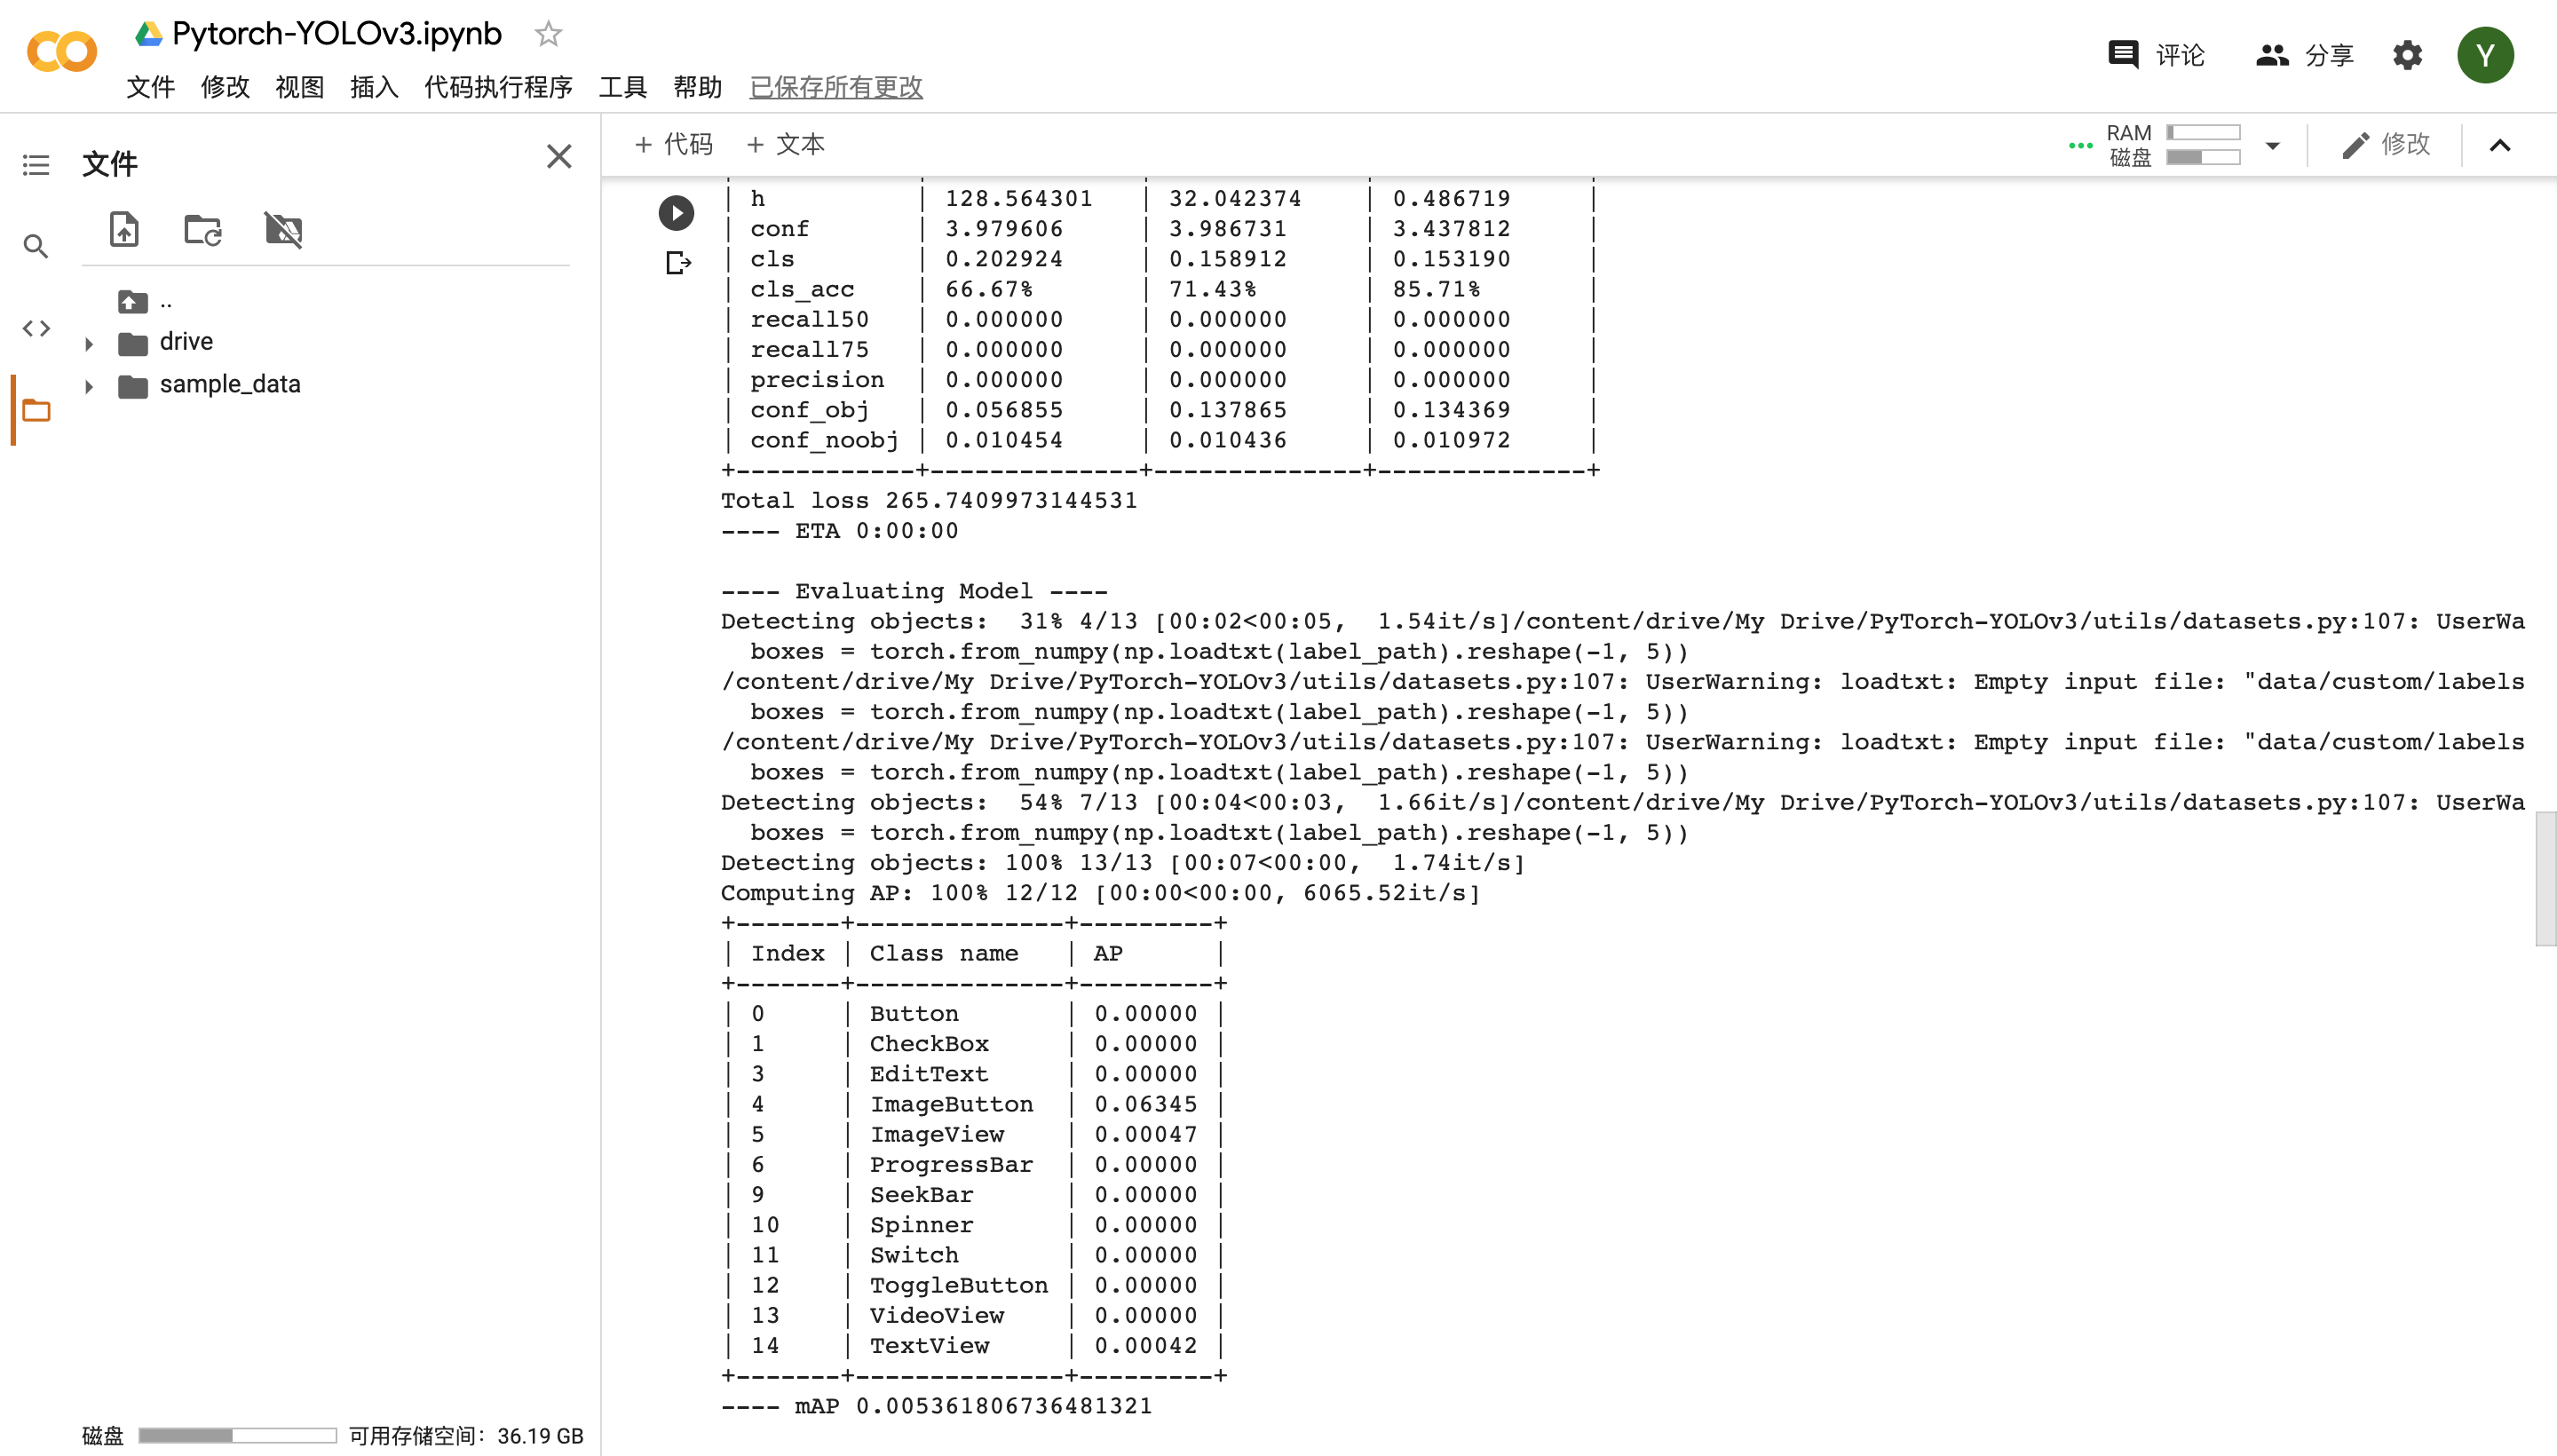 Pytorch-YOLOv3.ipynb
文件 修改 视图 插入 代码执行程序 工具 帮助 已保存所有更改
评论 分享 Y
+ 代码 + 文本
RAM
磁盘
修改
文件
..
drive
sample_data
磁盘 可用存储空间：36.19 GB
| h | 128.564301 | 32.042374 | 0.486719 |
| conf | 3.979606 | 3.986731 | 3.437812 |
| cls | 0.202924 | 0.158912 | 0.153190 |
| cls_acc | 66.67% | 71.43% | 85.71% |
| recall50 | 0.000000 | 0.000000 | 0.000000 |
| recall75 | 0.000000 | 0.000000 | 0.000000 |
| precision | 0.000000 | 0.000000 | 0.000000 |
| conf_obj | 0.056855 | 0.137865 | 0.134369 |
| conf_noobj | 0.010454 | 0.010436 | 0.010972 |
+------------+--------------+--------------+--------------+
Total loss 265.7409973144531
---- ETA 0:00:00
---- Evaluating Model ----
Detecting objects:  31% 4/13 [00:02<00:05,  1.54it/s]/content/drive/My Drive/PyTorch-YOLOv3/utils/datasets.py:107: UserWa
boxes = torch.from_numpy(np.loadtxt(label_path).reshape(-1, 5))
/content/drive/My Drive/PyTorch-YOLOv3/utils/datasets.py:107: UserWarning: loadtxt: Empty input file: "data/custom/labels
boxes = torch.from_numpy(np.loadtxt(label_path).reshape(-1, 5))
/content/drive/My Drive/PyTorch-YOLOv3/utils/datasets.py:107: UserWarning: loadtxt: Empty input file: "data/custom/labels
boxes = torch.from_numpy(np.loadtxt(label_path).reshape(-1, 5))
Detecting objects:  54% 7/13 [00:04<00:03,  1.66it/s]/content/drive/My Drive/PyTorch-YOLOv3/utils/datasets.py:107: UserWa
boxes = torch.from_numpy(np.loadtxt(label_path).reshape(-1, 5))
Detecting objects: 100% 13/13 [00:07<00:00,  1.74it/s]
Computing AP: 100% 12/12 [00:00<00:00, 6065.52it/s]
+-------+--------------+---------+
| Index | Class name | AP |
+-------+--------------+---------+
| 0 | Button | 0.00000 |
| 1 | CheckBox | 0.00000 |
| 3 | EditText | 0.00000 |
| 4 | ImageButton | 0.06345 |
| 5 | ImageView | 0.00047 |
| 6 | ProgressBar | 0.00000 |
| 9 | SeekBar | 0.00000 |
| 10 | Spinner | 0.00000 |
| 11 | Switch | 0.00000 |
| 12 | ToggleButton | 0.00000 |
| 13 | VideoView | 0.00000 |
| 14 | TextView | 0.00042 |
+-------+--------------+---------+
---- mAP 0.005361806736481321